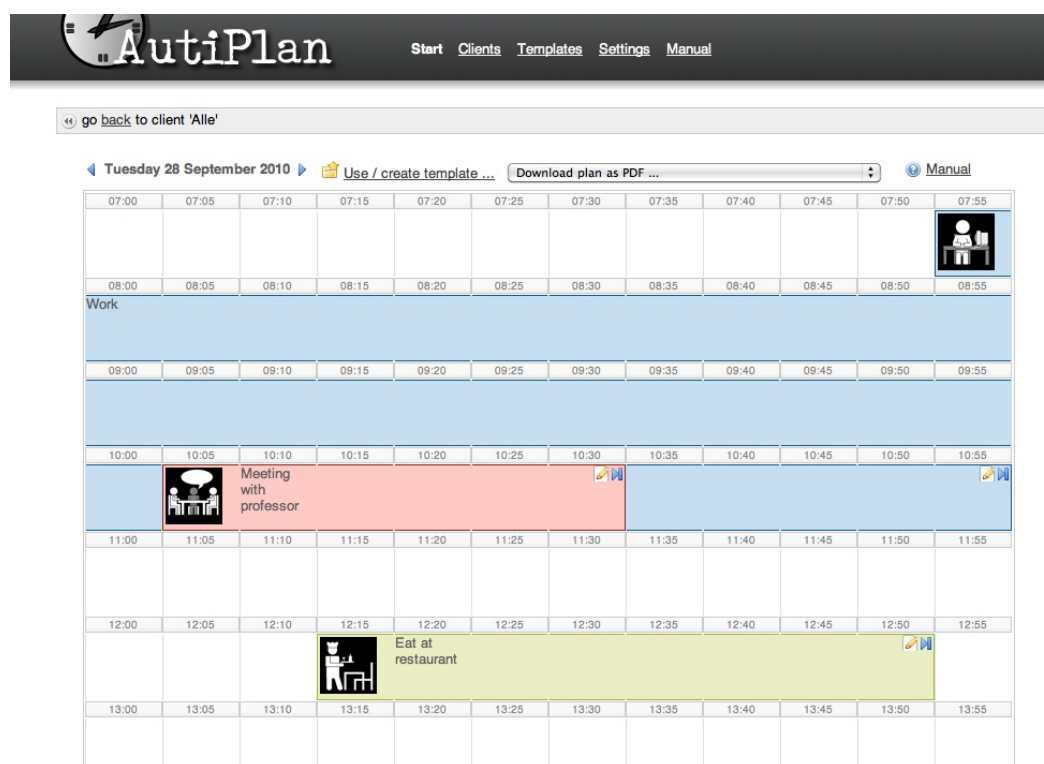 AutiPlan
Start Clients Templates Settings Manual
go back to client 'Alle'
Tuesday 28 September 2010 Use / create template ... Download plan as PDF ... Manual
07:00 07:05 07:10 07:15 07:20 07:25 07:30 07:35 07:40 07:45 07:50 07:55
08:00 08:05 08:10 08:15 08:20 08:25 08:30 08:35 08:40 08:45 08:50 08:55
Work
09:00 09:05 09:10 09:15 09:20 09:25 09:30 09:35 09:40 09:45 09:50 09:55
10:00 10:05 10:10 10:15 10:20 10:25 10:30 10:35 10:40 10:45 10:50 10:55
Meeting
with
professor
11:00 11:05 11:10 11:15 11:20 11:25 11:30 11:35 11:40 11:45 11:50 11:55
12:00 12:05 12:10 12:15 12:20 12:25 12:30 12:35 12:40 12:45 12:50 12:55
Eat at
restaurant
13:00 13:05 13:10 13:15 13:20 13:25 13:30 13:35 13:40 13:45 13:50 13:55